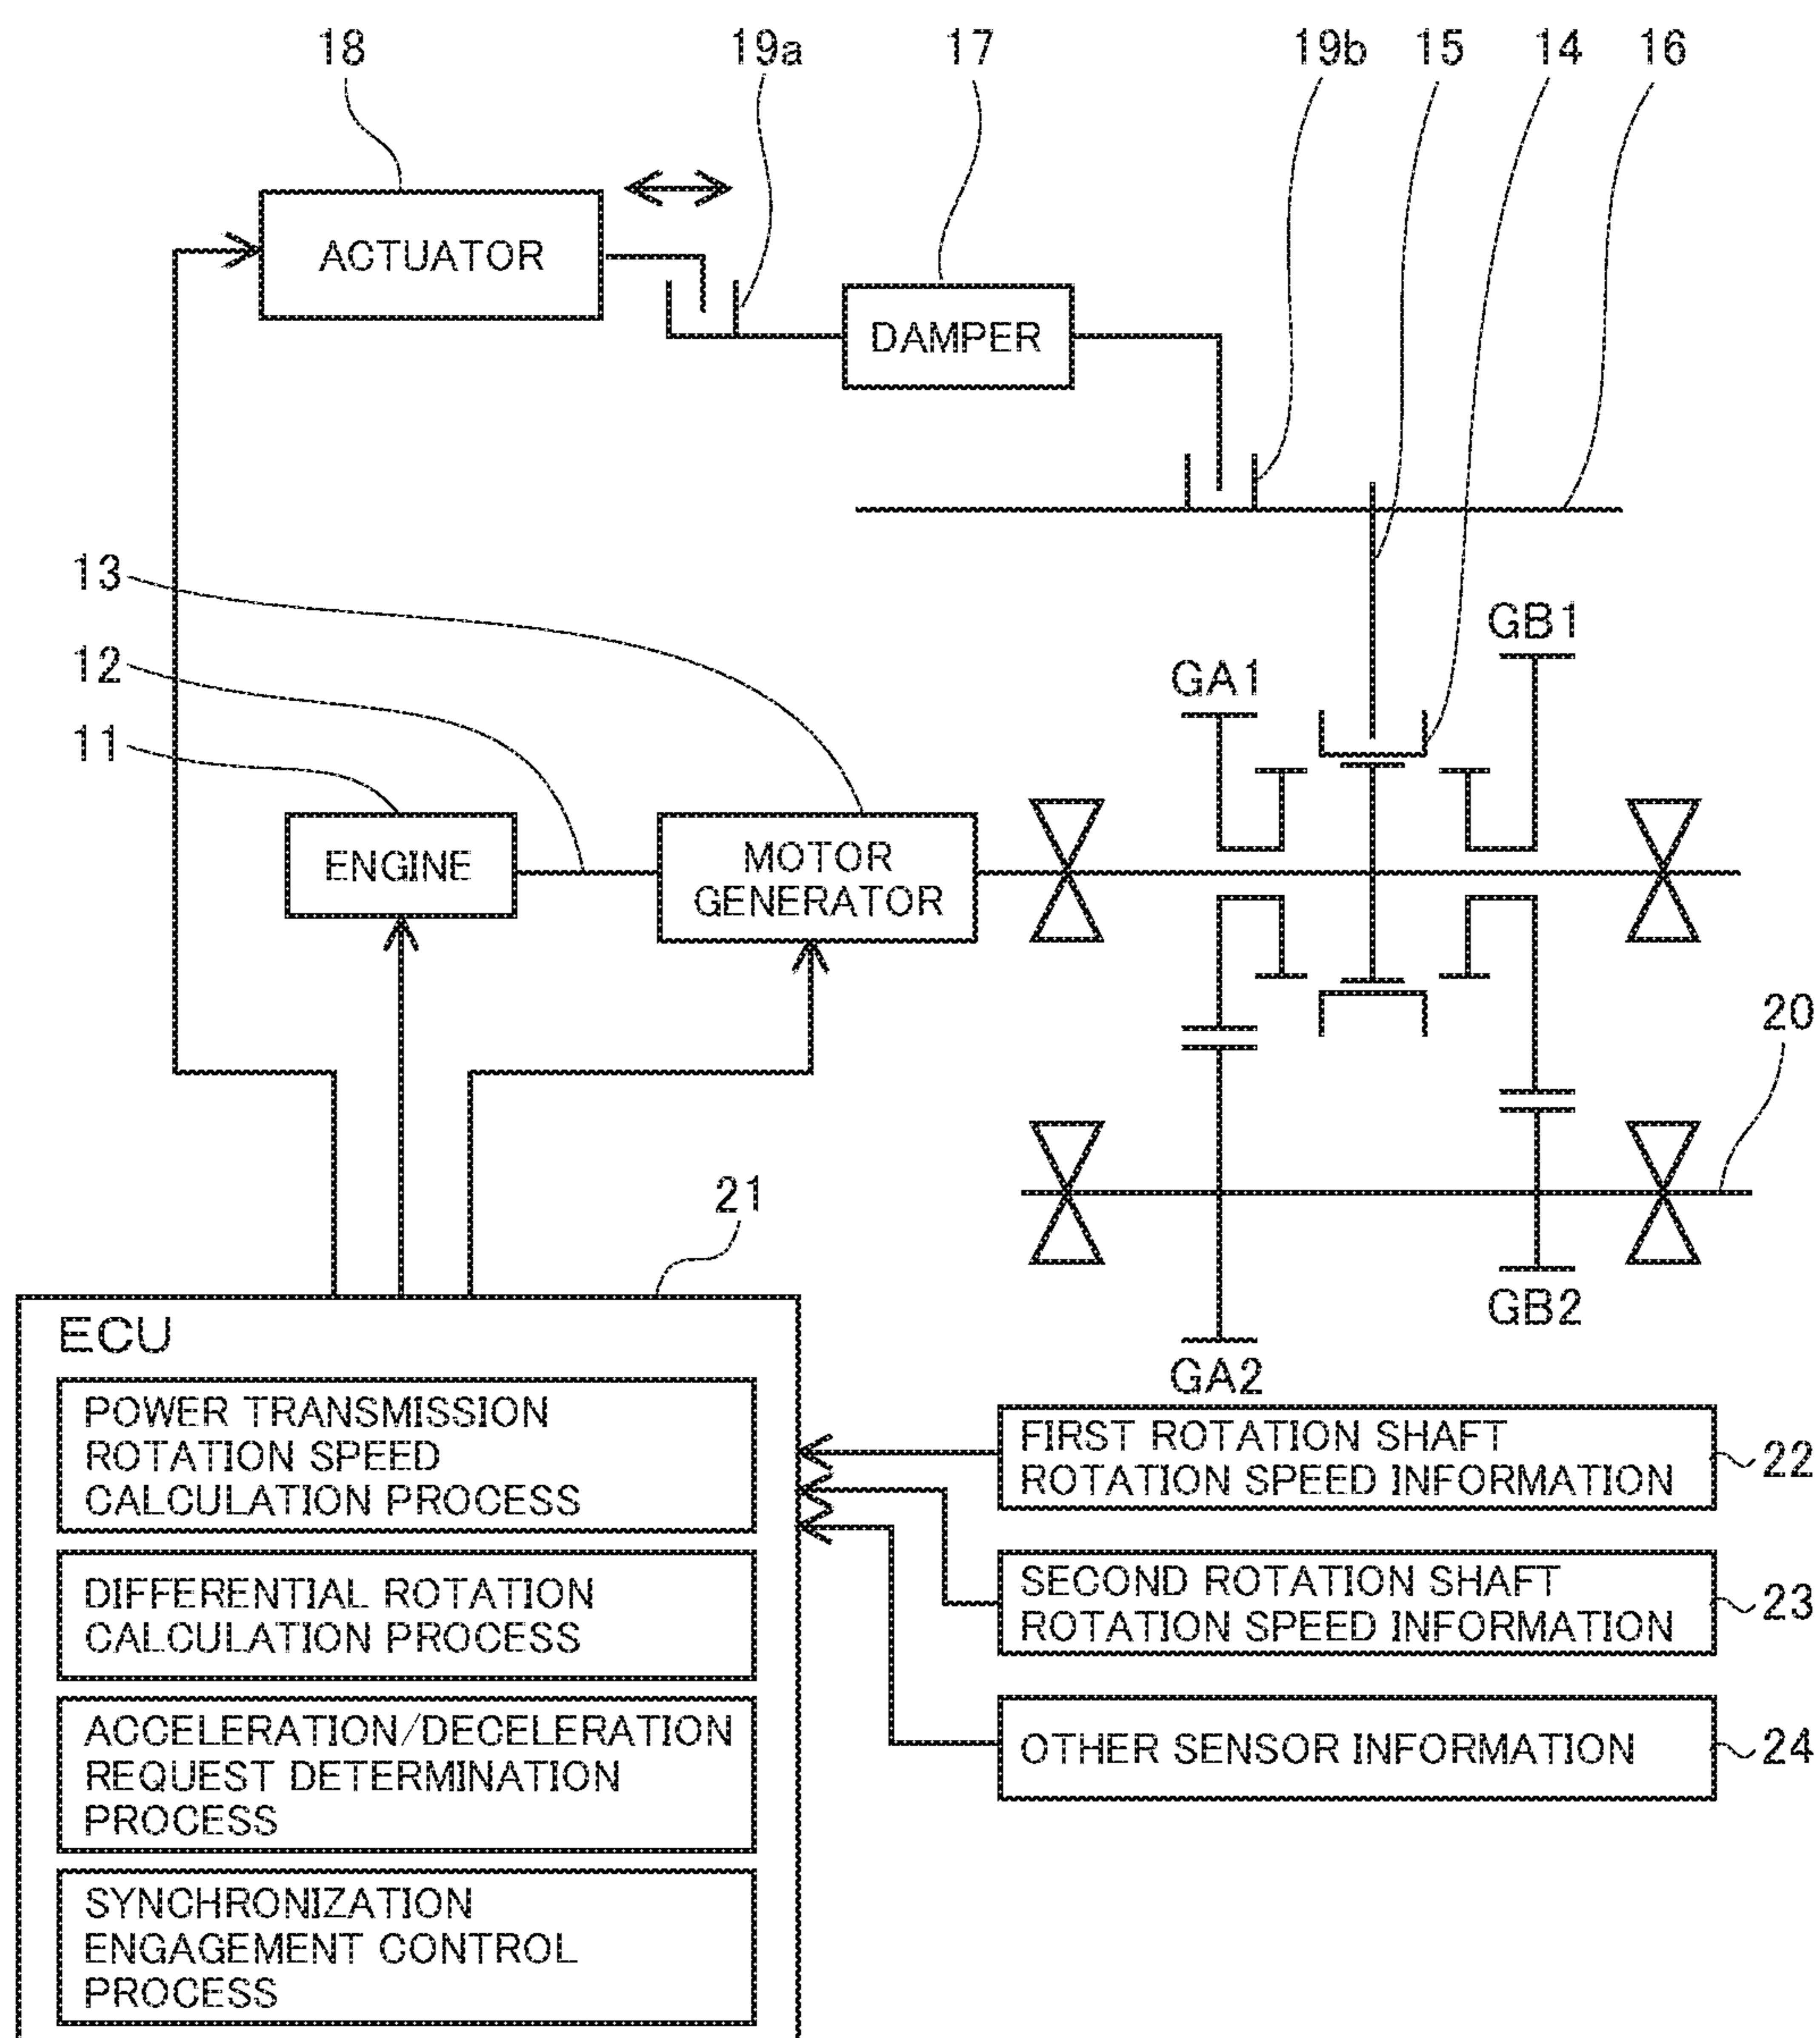 18
19a
17
19b
15
14
16
ACTUATOR
DAMPER
13
12
11
GB1
GA1
ENGINE
MOTOR
GENERATOR
20
21
GB2
GA2
ECU
POWER TRANSMISSION
ROTATION SPEED
CALCULATION PROCESS
DIFFERENTIAL ROTATION
CALCULATION PROCESS
ACCELERATION/DECELERATION
REQUEST DETERMINATION
PROCESS
SYNCHRONIZATION
ENGAGEMENT CONTROL
PROCESS
FIRST ROTATION SHAFT
ROTATION SPEED INFORMATION
22
SECOND ROTATION SHAFT
ROTATION SPEED INFORMATION
23
OTHER SENSOR INFORMATION
24